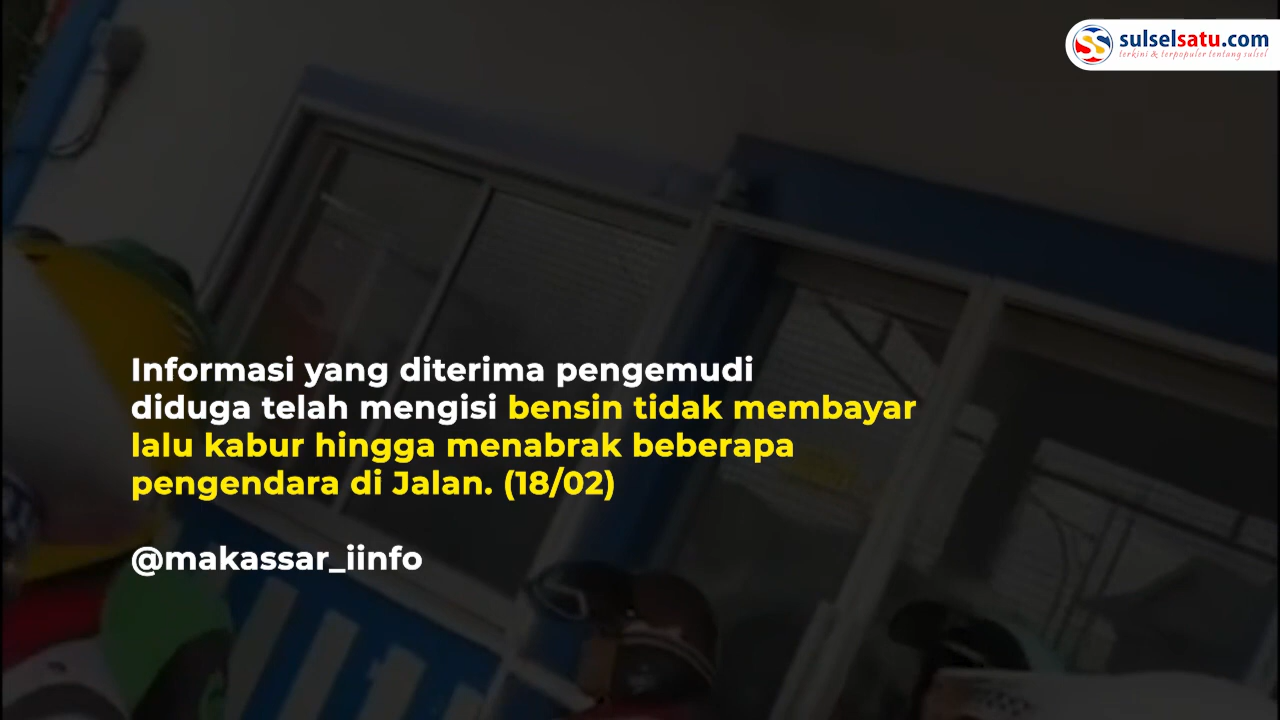 sulselsatu.com
terkini & terpopuler tentang sulsel
Informasi yang diterima pengemudi
diduga telah mengisi bensin tidak membayar
lalu kabur hingga menabrak beberapa
pengendara di Jalan. (18/02)
@makassar_iinfo